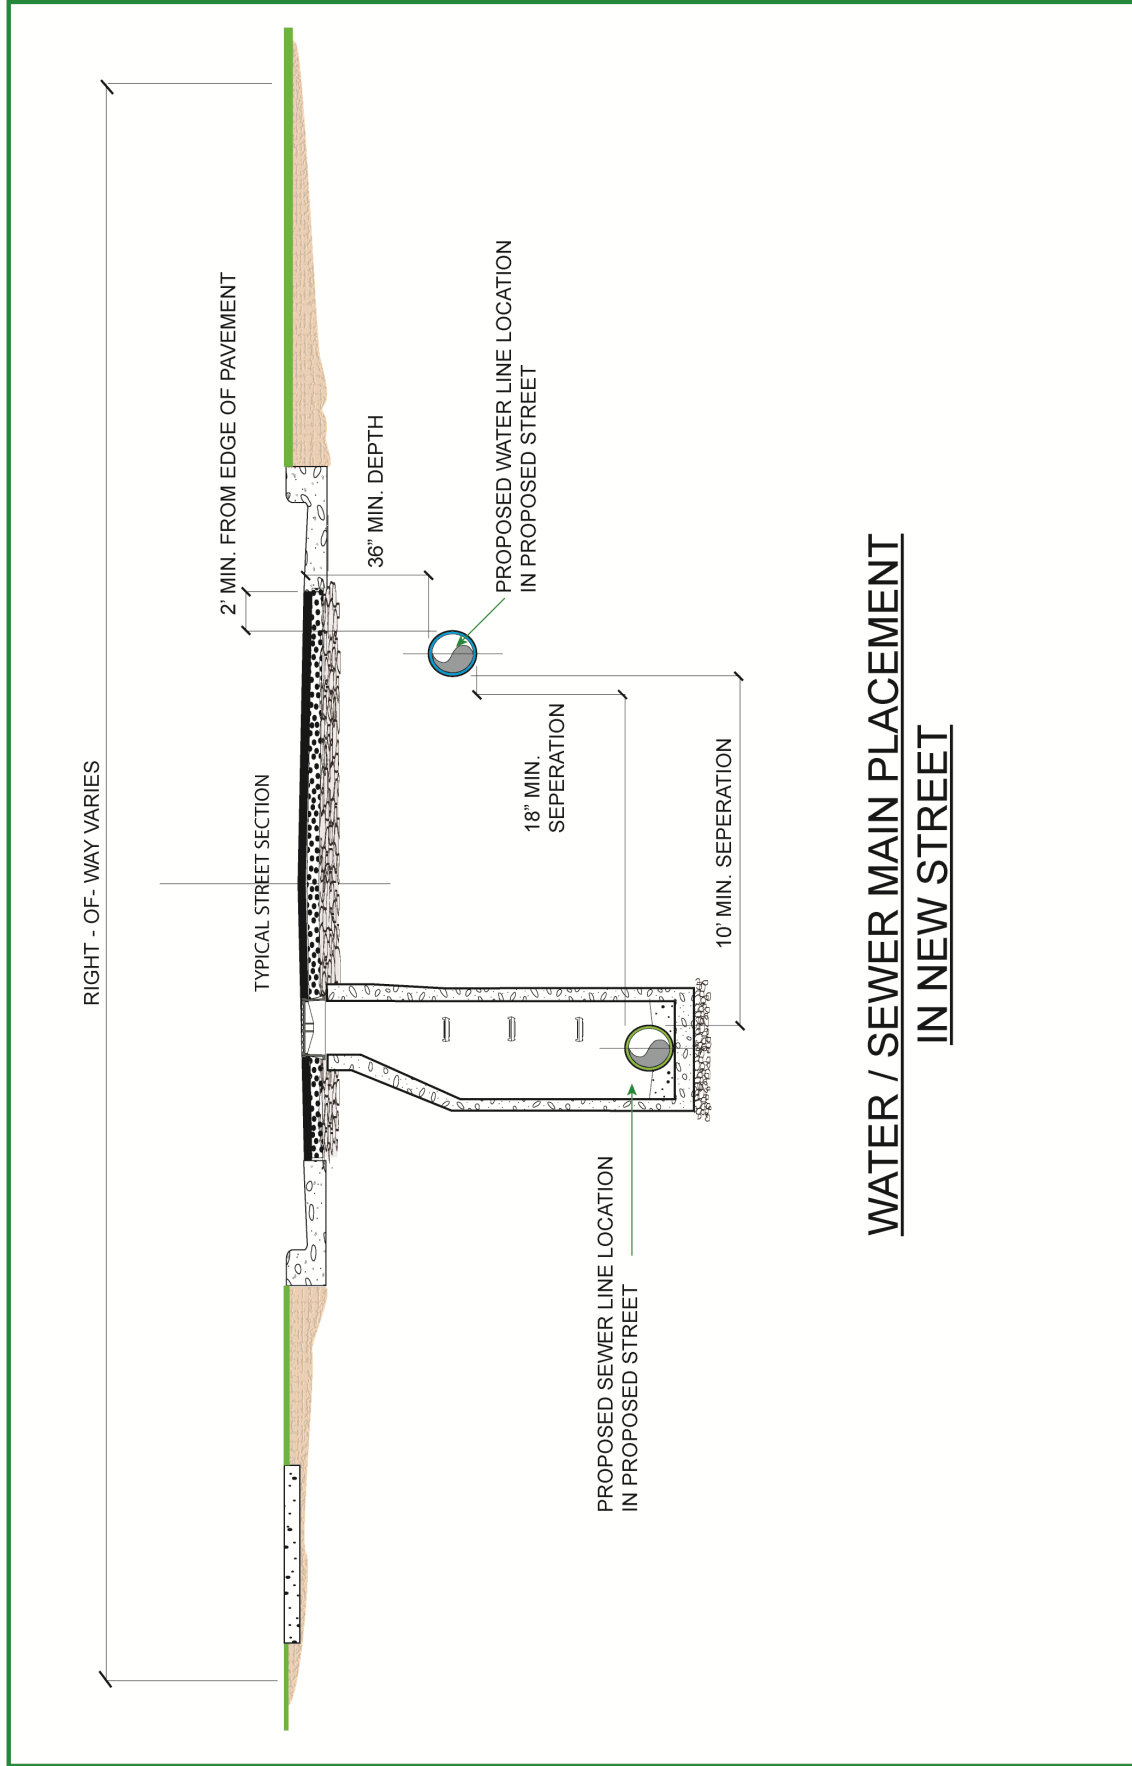 RIGHT - OF- WAY VARIES
2' MIN. FROM EDGE OF PAVEMENT
TYPICAL STREET SECTION
36” MIN. DEPTH
PROPOSED WATER LINE LOCATION
IN PROPOSED STREET
18” MIN.
SEPERATION
10' MIN. SEPERATION
PROPOSED SEWER LINE LOCATION
IN PROPOSED STREET
WATER / SEWER MAIN PLACEMENT
IN NEW STREET